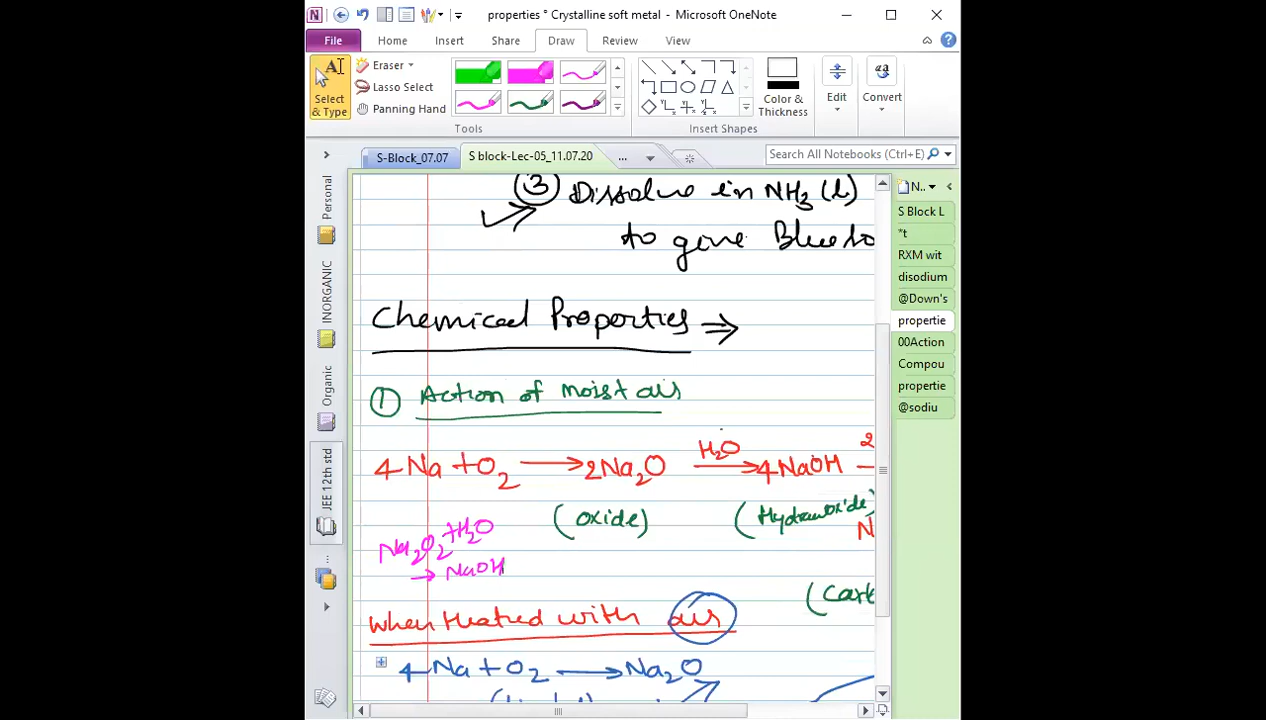 properties ° Crystalline soft metal - Microsoft OneNote
File Home Insert Share Draw Review View
Select & Type
Eraser
Lasso Select
Panning Hand
Color & Thickness
Edit
Convert
Tools
Insert Shapes
S-Block_07.07
S block-Lec-05_11.07.20
...
Search All Notebooks (Ctrl+E)
Personal
INORGANIC
Organic
JEE 12th std
N..
S Block L
*t
RXM wit
disodium
@Down's
propertie
00Action
Compou
propertie
@sodiu
③ Dissolve in NH3(l)
to give Blue so
Chemical Properties ⇒
① Action of moist air
4Na + O2 → 2Na2O H2O → 4NaOH 2
(oxide) (Hydroxide)
N
Na2O2 + H2O
→ NaOH
(Cark
when Heated with air
4Na + O2 → Na2O